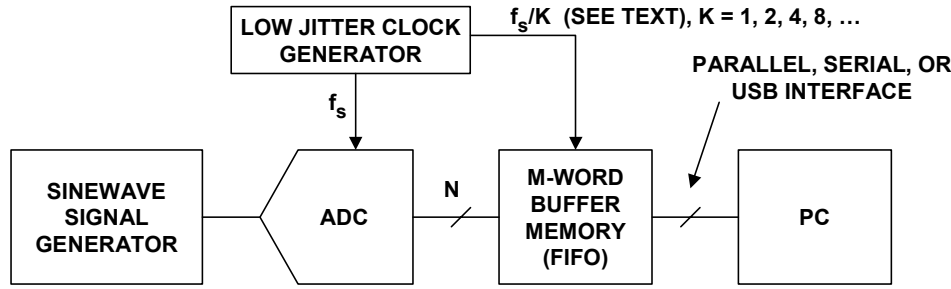 LOW JITTER CLOCK
GENERATOR
fs/K (SEE TEXT), K = 1, 2, 4, 8, …
PARALLEL, SERIAL, OR
USB INTERFACE
fs
SINEWAVE
SIGNAL
GENERATOR
ADC
N
M-WORD
BUFFER
MEMORY
(FIFO)
PC